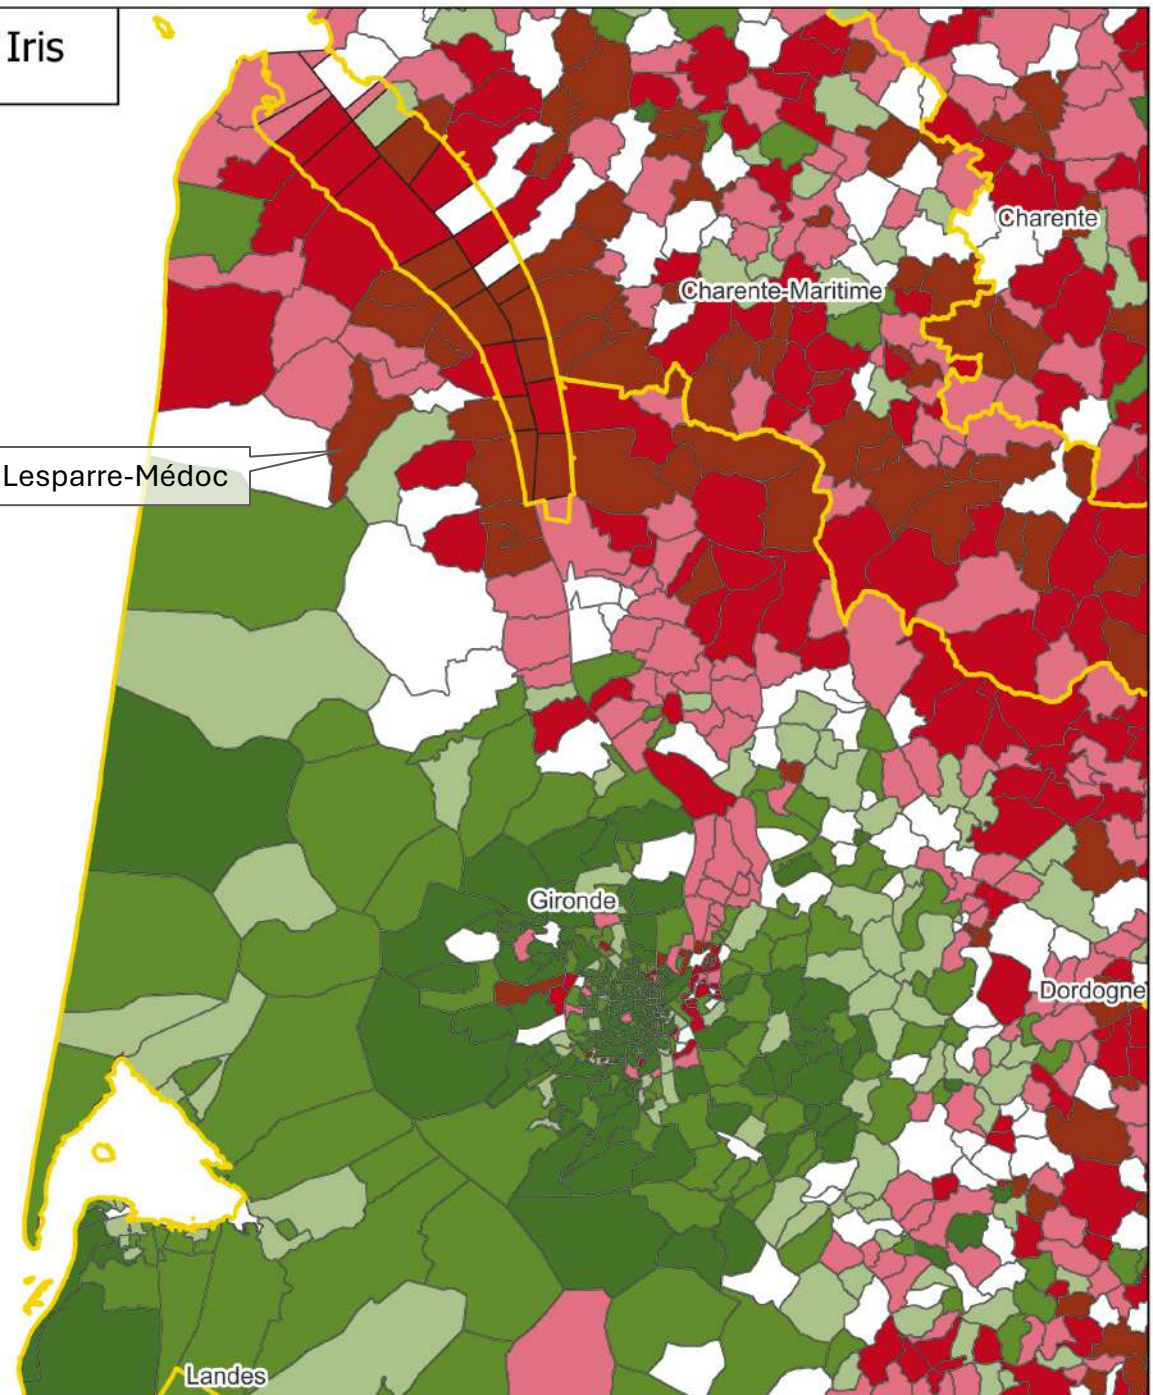 Iris
Charente
Charente-Maritime
Lesparre-Médoc
Gironde
Dordogne
Landes